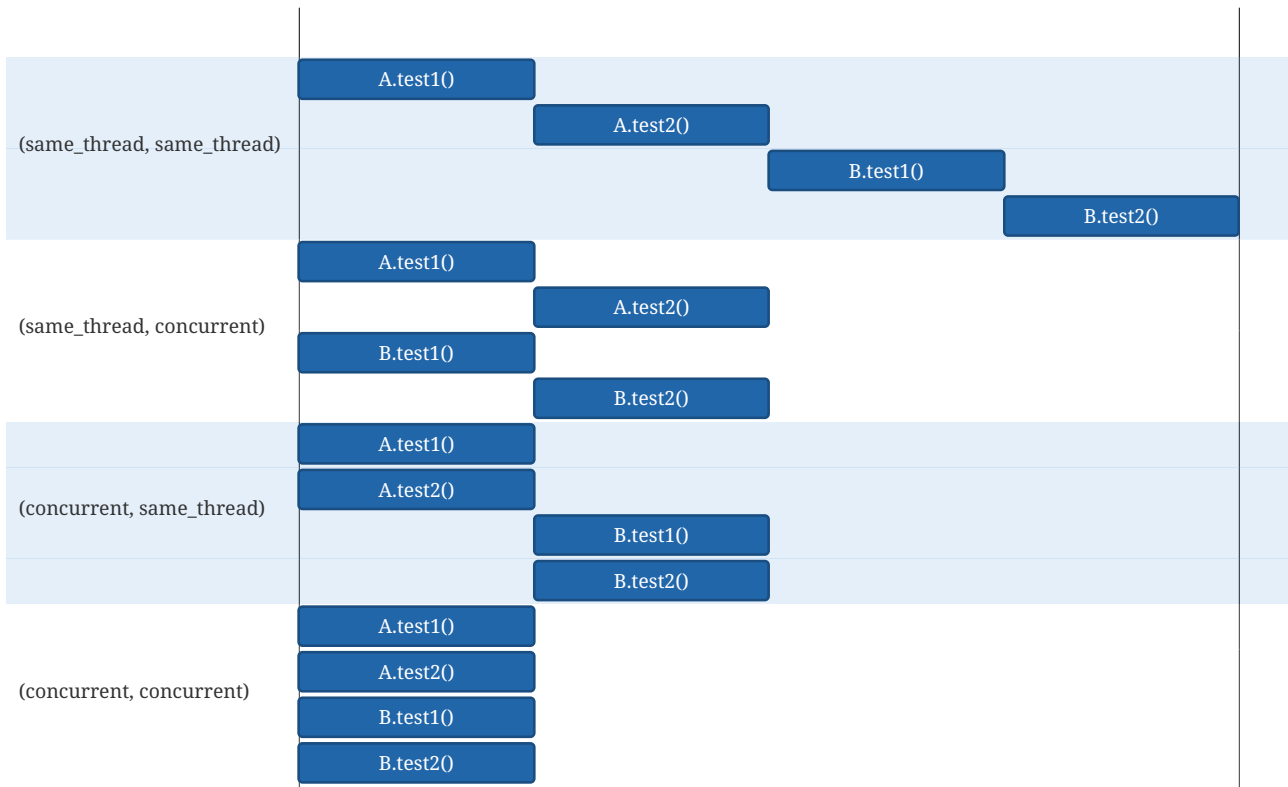 A.test1()
A.test2()
(same_thread, same_thread)
B.test1()
B.test2()
A.test1()
A.test2()
(same_thread, concurrent)
B.test1()
B.test2()
A.test1()
A.test2()
(concurrent, same_thread)
B.test1()
B.test2()
A.test1()
A.test2()
(concurrent, concurrent)
B.test1()
B.test2()